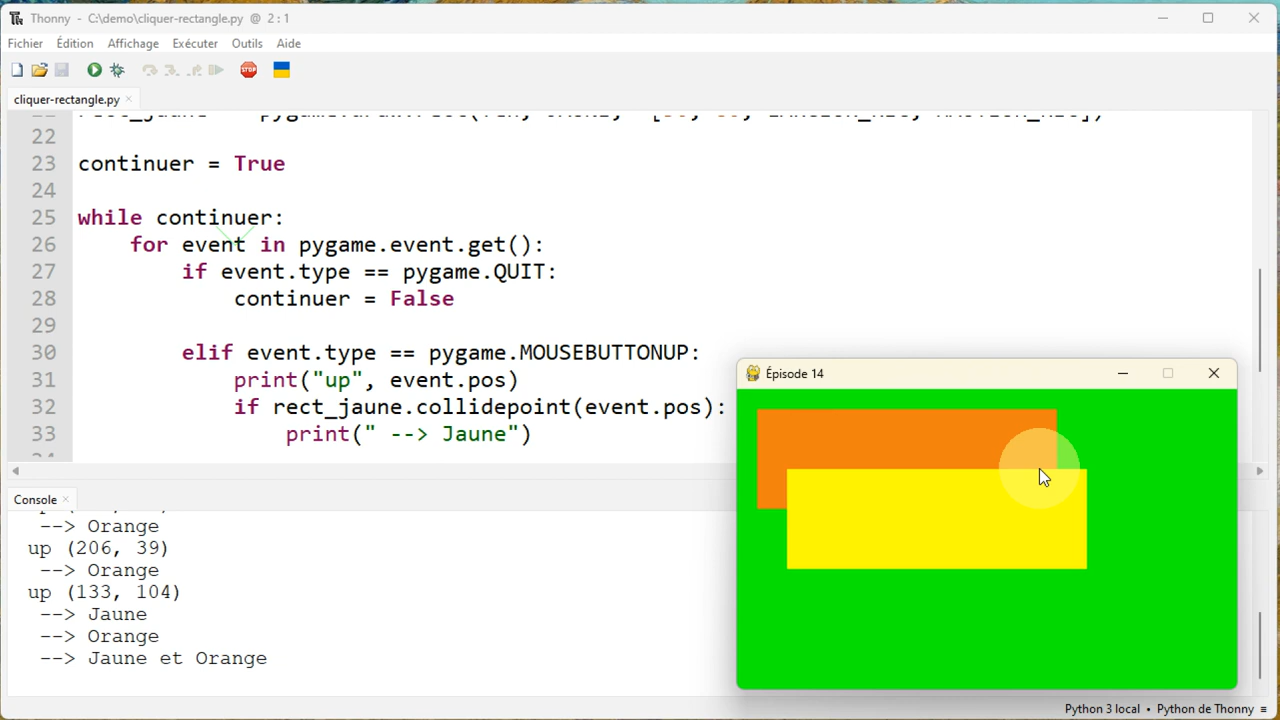 Thonny - C:\demo\cliquer-rectangle.py @ 2 : 1
Fichier Édition Affichage Exécuter Outils Aide
STOP
cliquer-rectangle.py ×
22
23 continuer = True
24
25 while continuer:
26     for event in pygame.event.get():
27         if event.type == pygame.QUIT:
28             continuer = False
29
30         elif event.type == pygame.MOUSEBUTTONUP:
31             print("up", event.pos)
32             if rect_jaune.collidepoint(event.pos):
33                 print(" --> Jaune")
Épisode 14
Console ×
--> Orange
up (206, 39)
--> Orange
up (133, 104)
--> Jaune
--> Orange
--> Jaune et Orange
Python 3 local • Python de Thonny ≡